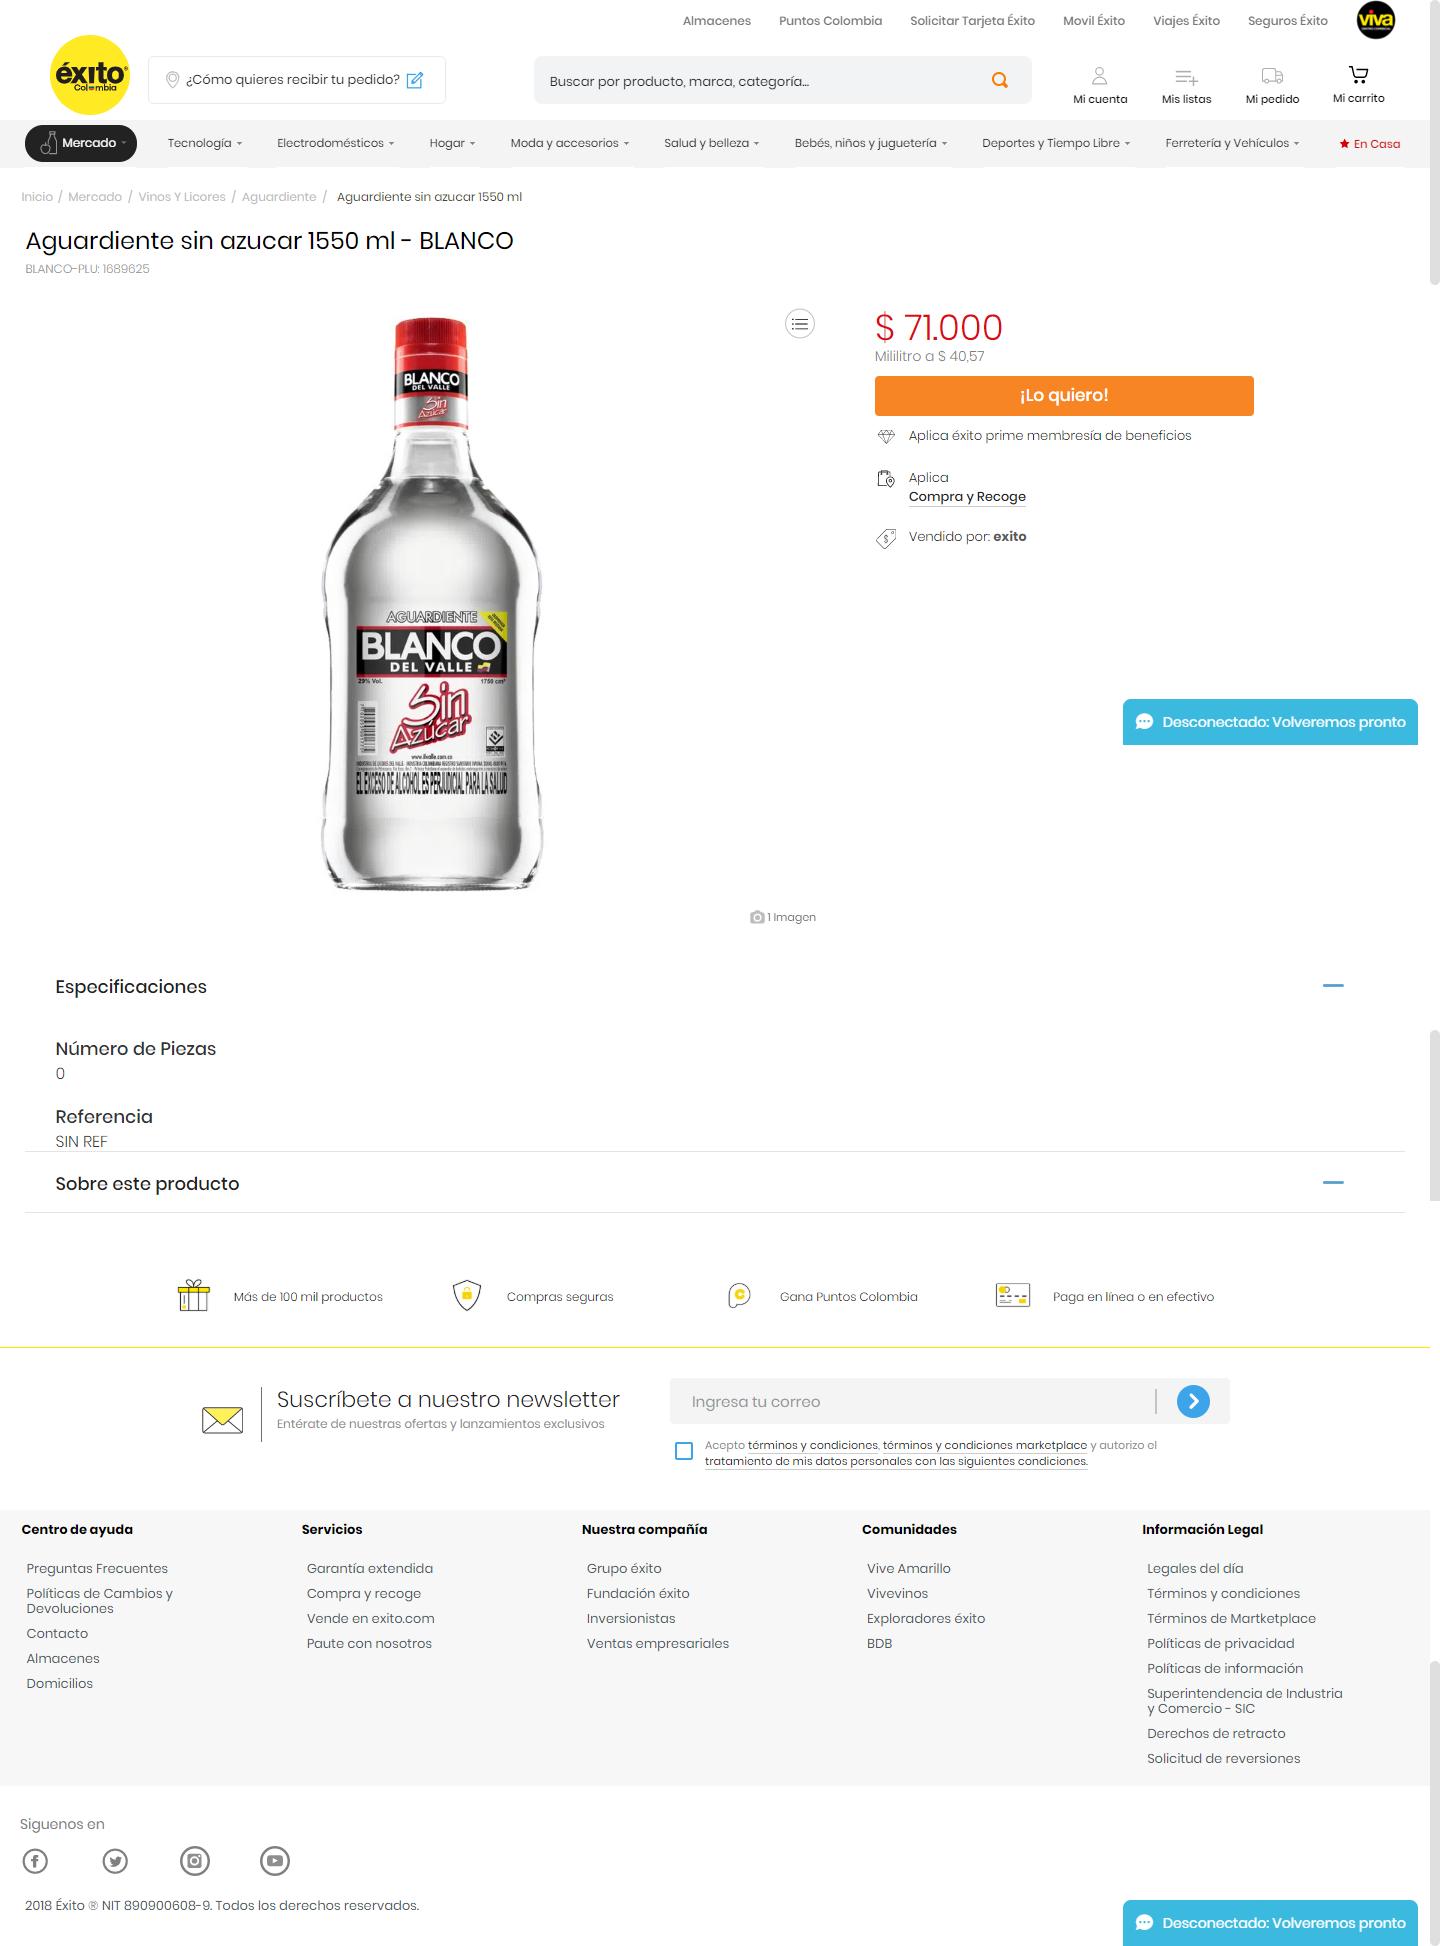 Almacenes Puntos Colombia Solicitar Tarjeta Éxito Movil Éxito Viajes Éxito Seguros Éxito viva
éxito
Colombia
¿Cómo quieres recibir tu pedido?
Buscar por producto, marca, categoría...
Mi cuenta Mis listas Mi pedido Mi carrito
Mercado Tecnología Electrodomésticos Hogar Moda y accesorios Salud y belleza Bebés, niños y juguetería Deportes y Tiempo Libre Ferretería y Vehículos En Casa
Inicio / Mercado / Vinos Y Licores / Aguardiente / Aguardiente sin azucar 1550 ml
Aguardiente sin azucar 1550 ml - BLANCO
BLANCO-PLU: 1689625
BLANCO
DEL VALLE
Sin
Azúcar
AGUARDIENTE
BLANCO
DEL VALLE
29% Vol. 1750 cm³
Sin
Azúcar
www.ilvalle.com.co
EL EXCESO DE ALCOHOL ES PERJUDICIAL PARA LA SALUD
1 Imagen
$ 71.000
Mililitro a $ 40,57
¡Lo quiero!
Aplica éxito prime membresía de beneficios
Aplica
Compra y Recoge
Vendido por: exito
Desconectado: Volveremos pronto
Especificaciones
Número de Piezas
0
Referencia
SIN REF
Sobre este producto
Más de 100 mil productos Compras seguras Gana Puntos Colombia Paga en línea o en efectivo
Suscríbete a nuestro newsletter
Entérate de nuestras ofertas y lanzamientos exclusivos
Ingresa tu correo
Acepto términos y condiciones, términos y condiciones marketplace y autorizo el
tratamiento de mis datos personales con las siguientes condiciones.
Centro de ayuda
Preguntas Frecuentes
Políticas de Cambios y
Devoluciones
Contacto
Almacenes
Domicilios
Servicios
Garantía extendida
Compra y recoge
Vende en exito.com
Paute con nosotros
Nuestra compañía
Grupo éxito
Fundación éxito
Inversionistas
Ventas empresariales
Comunidades
Vive Amarillo
Vivevinos
Exploradores éxito
BDB
Información Legal
Legales del día
Términos y condiciones
Términos de Martketplace
Políticas de privacidad
Políticas de información
Superintendencia de Industria
y Comercio - SIC
Derechos de retracto
Solicitud de reversiones
Siguenos en
2018 Éxito ® NIT 890900608-9. Todos los derechos reservados.
Desconectado: Volveremos pronto